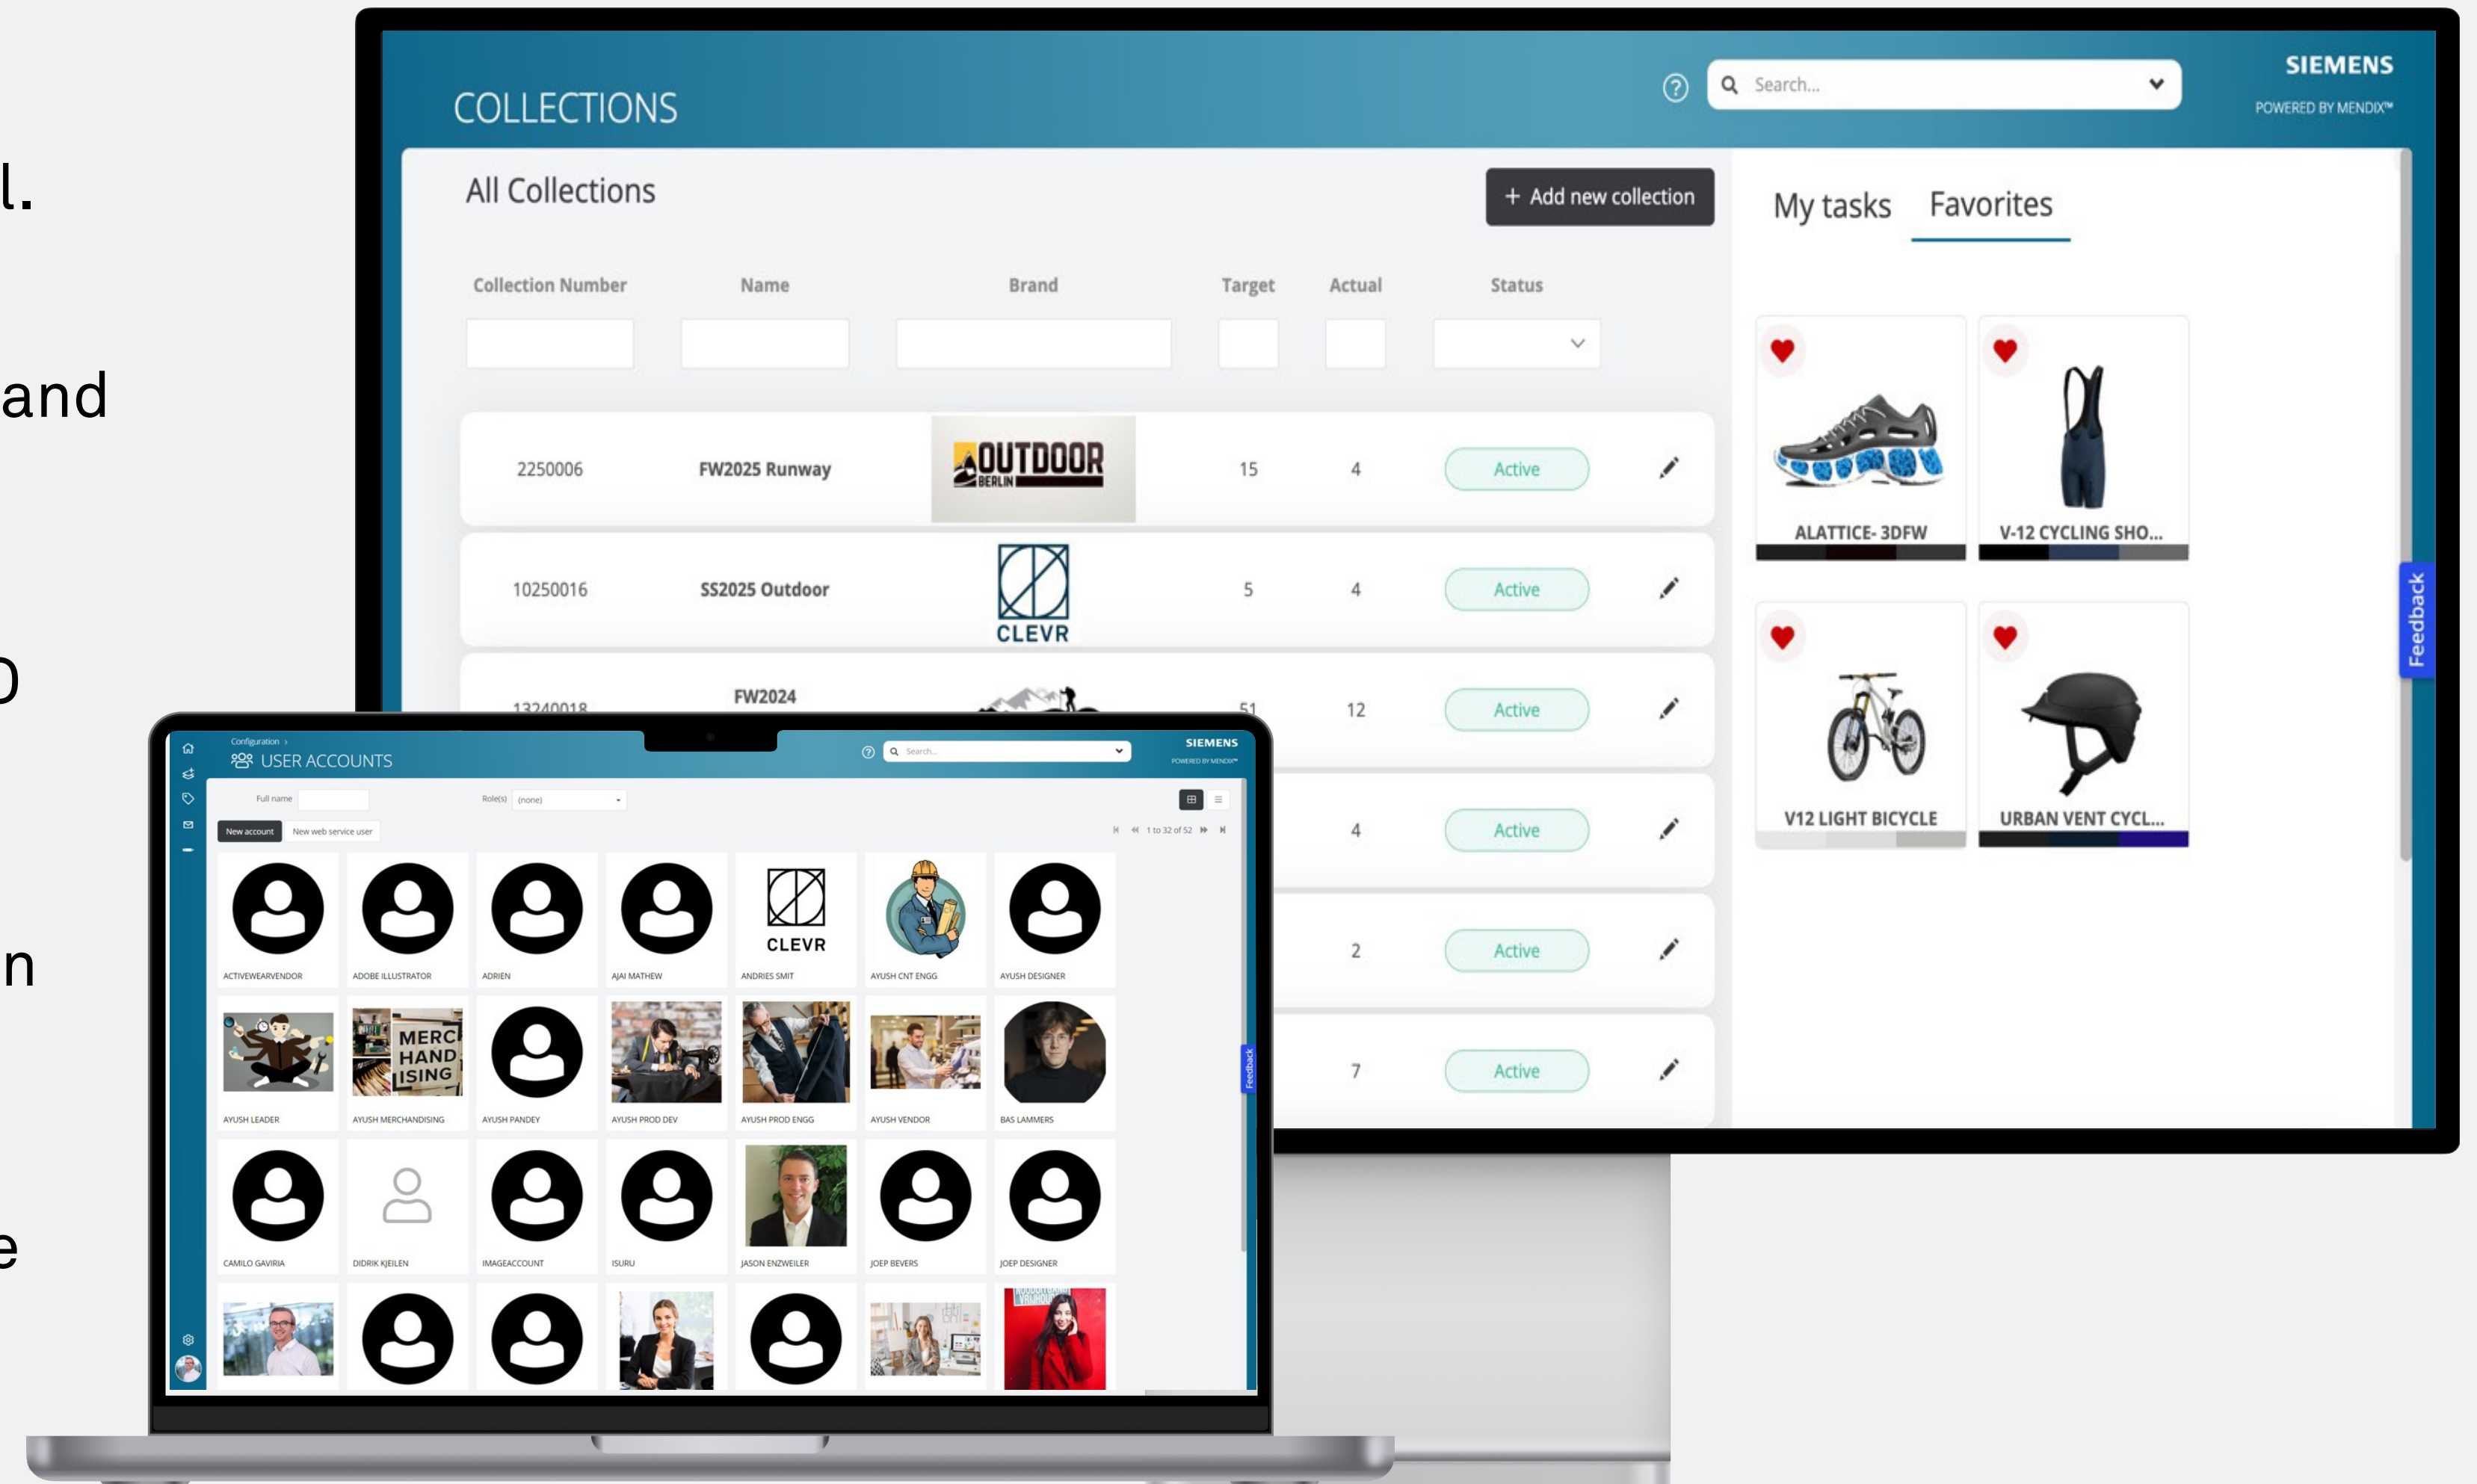 l.
and
D
n
e
COLLECTIONS
Search...
SIEMENS
POWERED BY MENDIX™
All Collections
+ Add new collection
My tasks Favorites
Collection Number Name Brand Target Actual Status
2250006 FW2025 Runway OUTDOOR BERLIN 15 4 Active
10250016 SS2025 Outdoor CLEVR 5 4 Active
13240018 FW2024 51 12 Active
4 Active
2 Active
7 Active
ALATTICE- 3DFW V-12 CYCLING SHO...
V12 LIGHT BICYCLE URBAN VENT CYCL...
Feedback
Configuration ›
USER ACCOUNTS
Search...
SIEMENS
POWERED BY MENDIX™
Full name Role(s) (none)
New account New web service user 1 to 32 of 52
CLEVR
ACTIVEWEARVENDOR ADOBE ILLUSTRATOR ADRIEN AJAI MATHEW ANDRIES SMIT AYUSH CNT ENGG AYUSH DESIGNER
MERC
HAND
ISING
AYUSH LEADER AYUSH MERCHANDISING AYUSH PANDEY AYUSH PROD DEV AYUSH PROD ENGG AYUSH VENDOR BAS LAMMERS
CAMILO GAVIRIA DIDRIK KJEILEN IMAGEACCOUNT ISURU JASON ENZWEILER JOEP BEVERS JOEP DESIGNER
Feedback